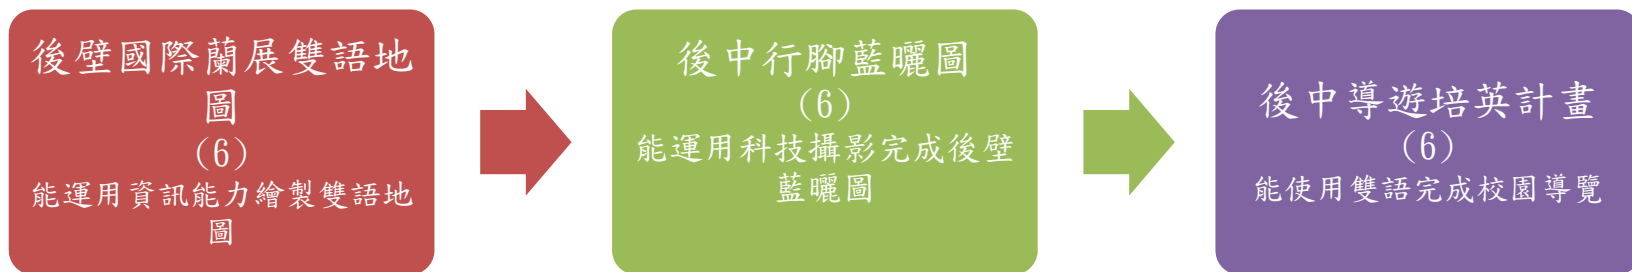 後壁國際蘭展雙語地
圖
(6)
能運用資訊能力繪製雙語地
圖
後中行腳藍曬圖
(6)
能運用科技攝影完成後壁
藍曬圖
後中導遊培英計畫
(6)
能使用雙語完成校園導覽